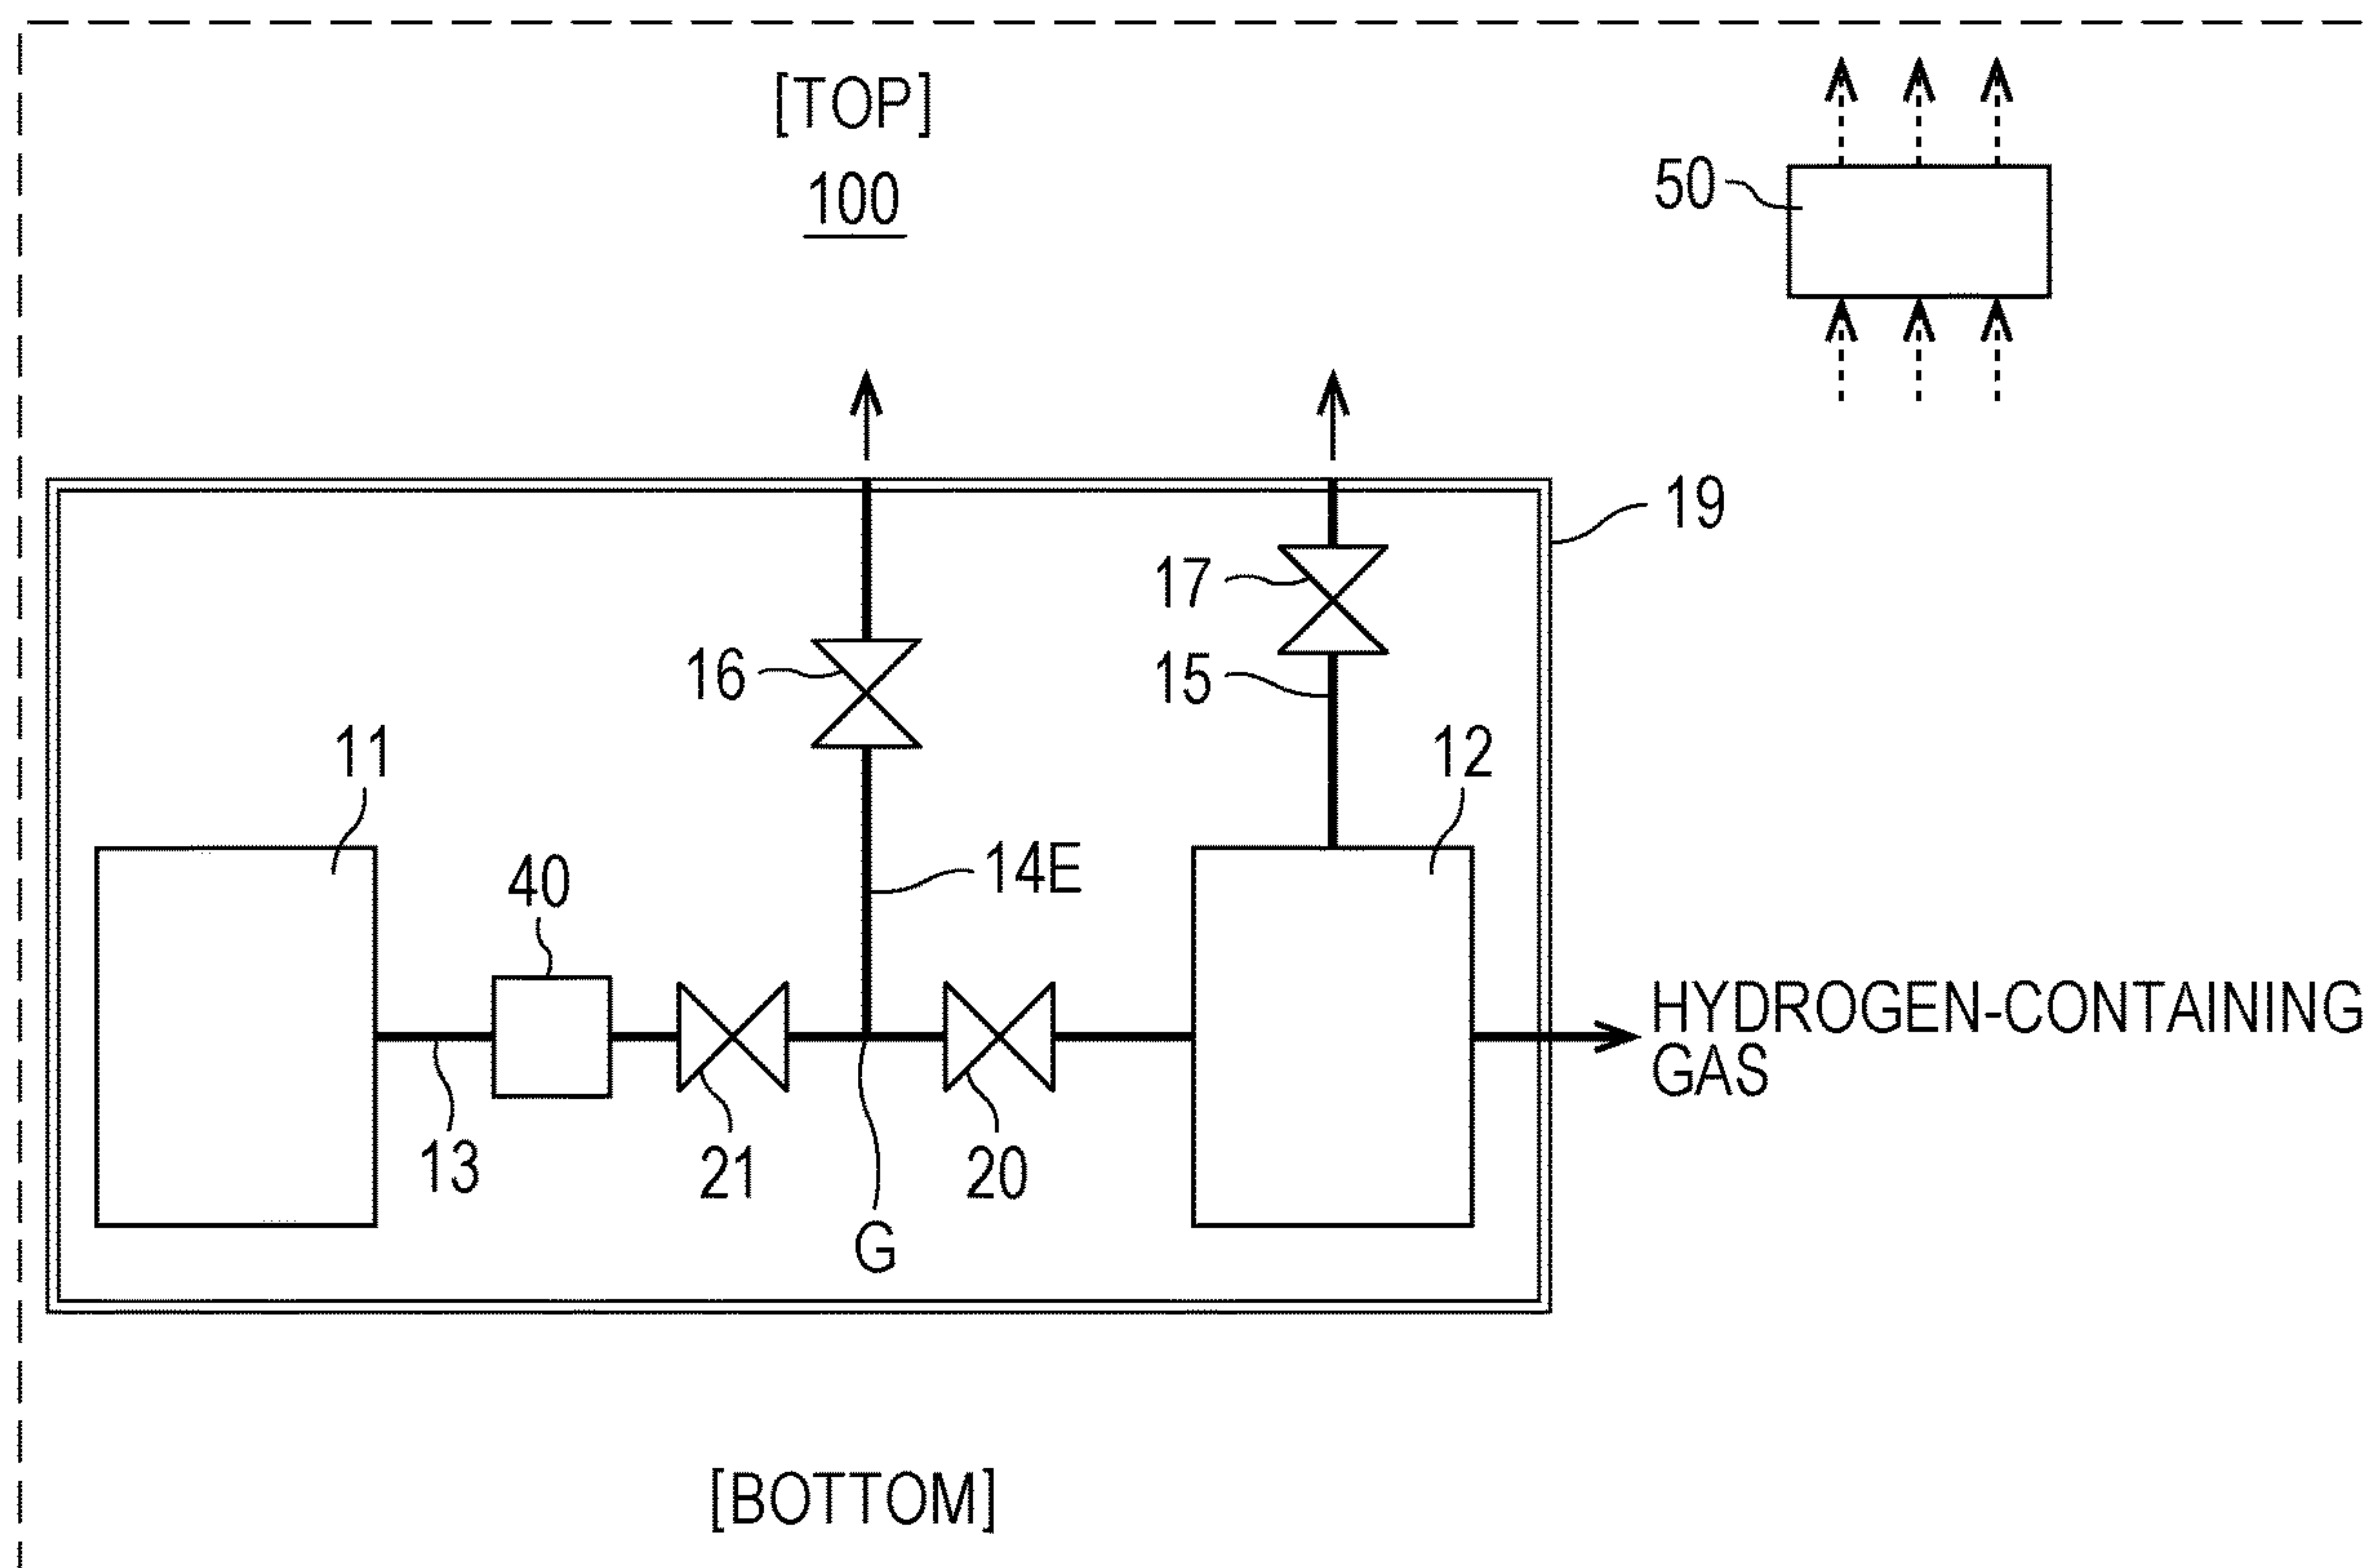 [TOP]
100
50
19
17
16
15
11
12
40
14E
HYDROGEN-CONTAINING
GAS
13
21
20
G
[BOTTOM]